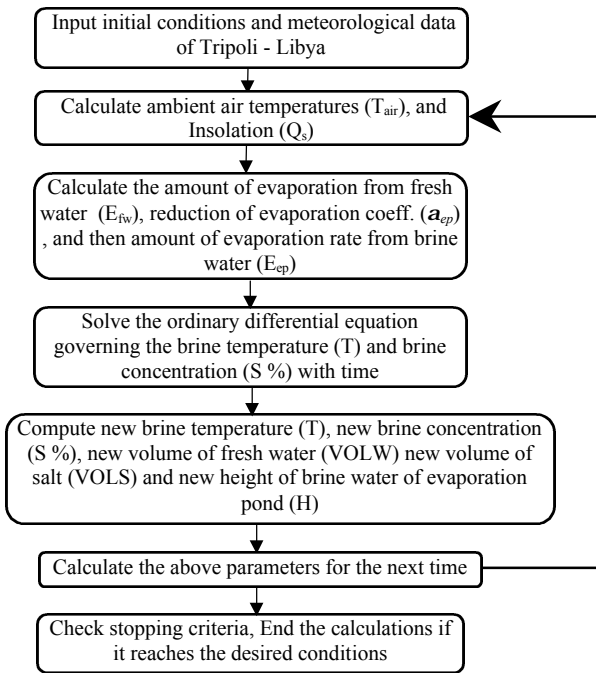 Input initial conditions and meteorological data
of Tripoli - Libya
Calculate ambient air temperatures (Tair), and
Insolation (Qs)
Calculate the amount of evaporation from fresh
water (Efw), reduction of evaporation coeff. (aep)
, and then amount of evaporation rate from brine
water (Eep)
Solve the ordinary differential equation
governing the brine temperature (T) and brine
concentration (S %) with time
Compute new brine temperature (T), new brine concentration
(S %), new volume of fresh water (VOLW) new volume of
salt (VOLS) and new height of brine water of evaporation
pond (H)
Calculate the above parameters for the next time
Check stopping criteria, End the calculations if
it reaches the desired conditions